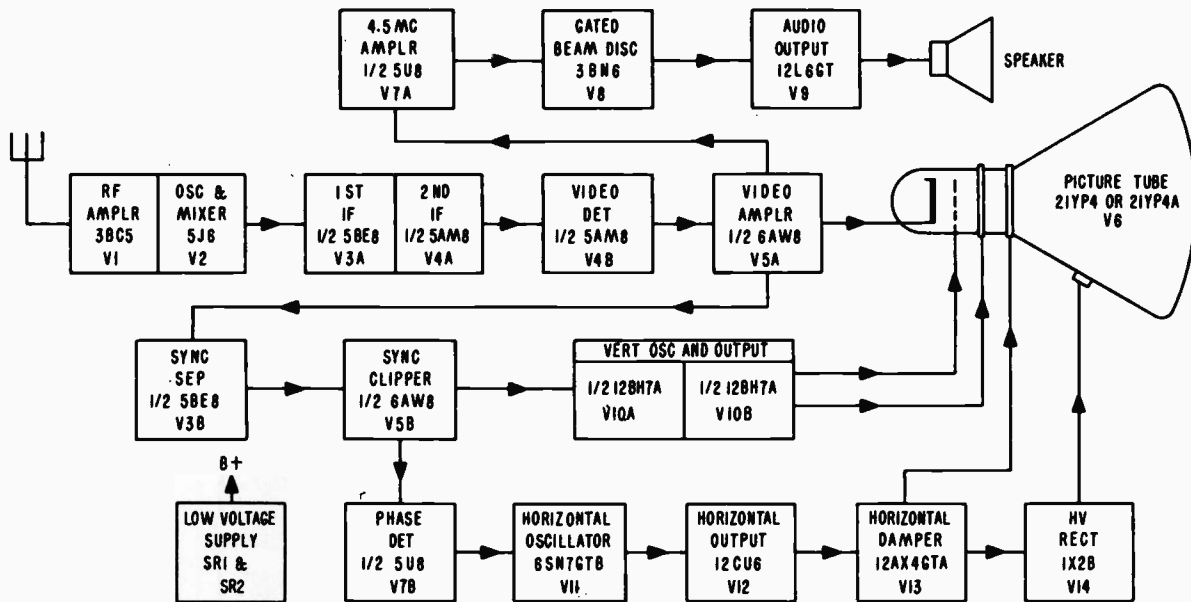 4.5 MC
AMPLR
1/2 5U8
V7A
GATED
BEAM DISC
3BN6
V8
AUDIO
OUTPUT
12L6GT
V9
SPEAKER
RF
AMPLR
3BC5
V1
OSC &
MIXER
5J6
V2
1ST
IF
1/2 5BE8
V3A
2ND
IF
1/2 5AM8
V4A
VIDEO
DET
1/2 5AM8
V4B
VIDEO
AMPLR
1/2 6AW8
V5A
PICTURE TUBE
21YP4 OR 21YP4A
V6
SYNC
SEP
1/2 5BE8
V3B
SYNC
CLIPPER
1/2 6AW8
V5B
VERT OSC AND OUTPUT
1/2 12BH7A
V10A
1/2 12BH7A
V10B
B+
LOW VOLTAGE
SUPPLY
SR1 &
SR2
PHASE
DET
1/2 5U8
V7B
HORIZONTAL
OSCILLATOR
6SN7GTB
V11
HORIZONTAL
OUTPUT
12CU6
V12
HORIZONTAL
DAMPER
12AX4GTA
V13
HV
RECT
1X2B
V14